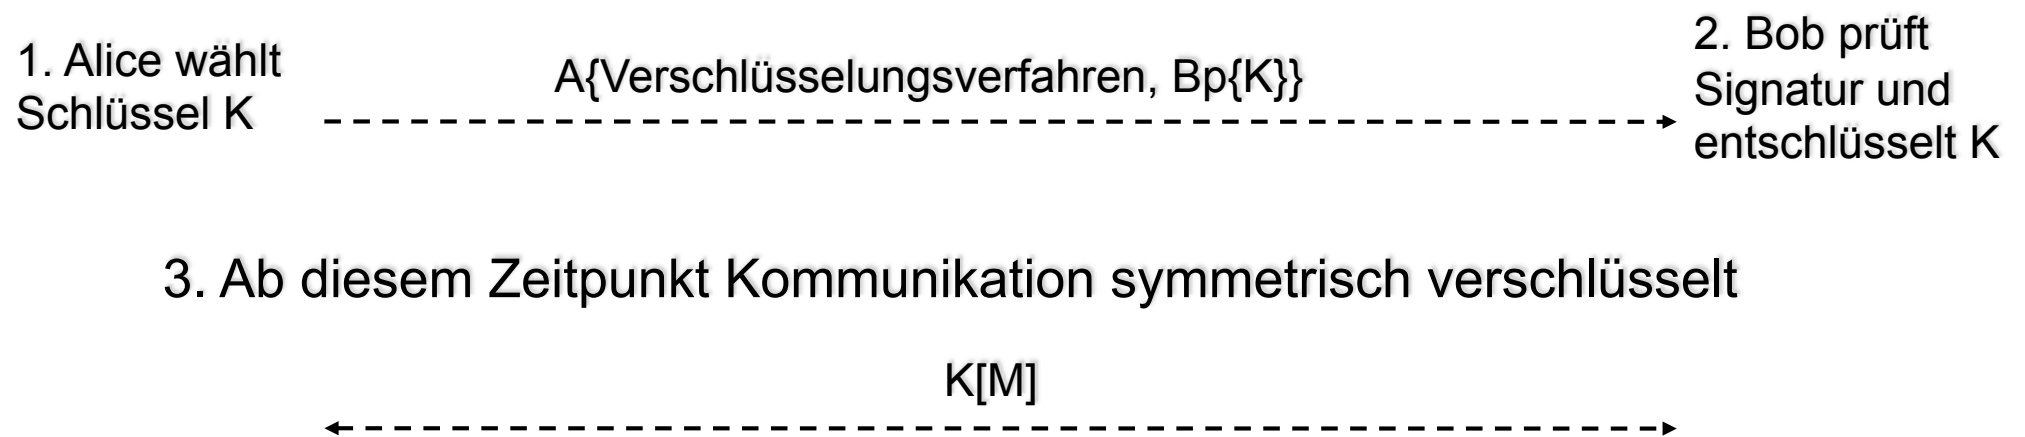 1. Alice wählt
Schlüssel K
A{Verschlüsselungsverfahren, Bp{K}}
2. Bob prüft
Signatur und
entschlüsselt K
3. Ab diesem Zeitpunkt Kommunikation symmetrisch verschlüsselt
K[M]